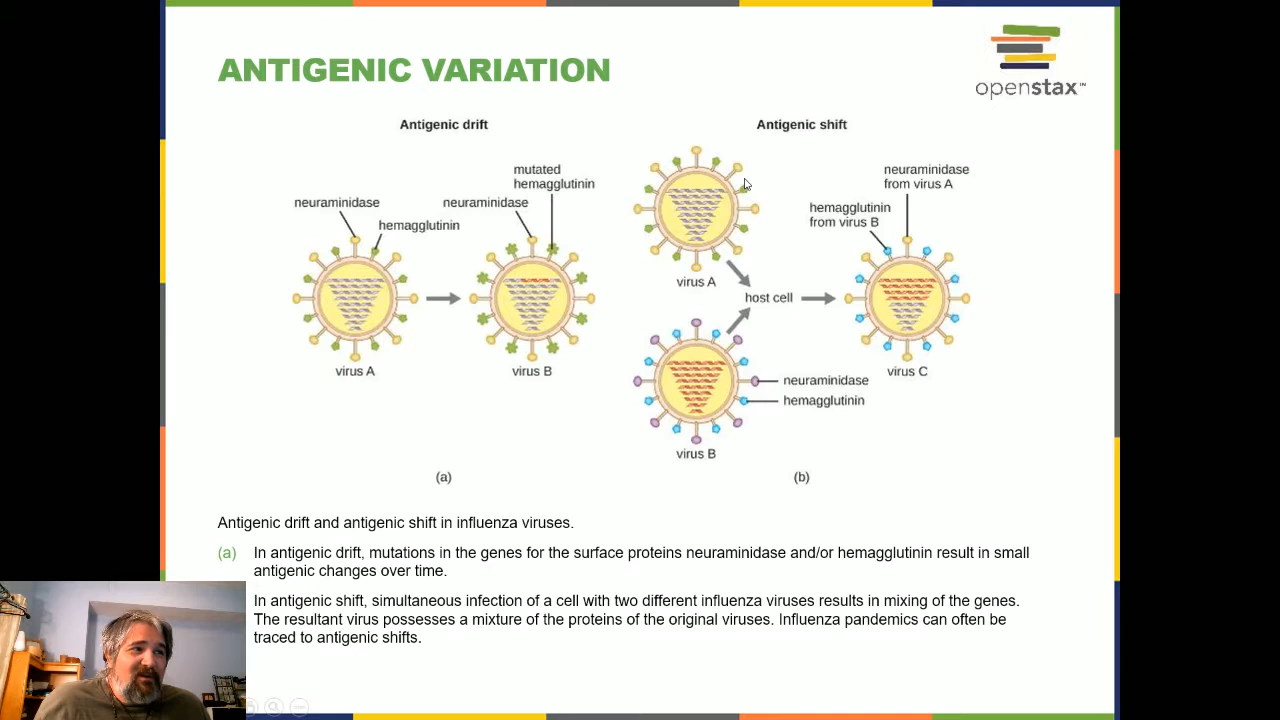 ANTIGENIC VARIATION
openstax™
Antigenic drift
Antigenic shift
neuraminidase
hemagglutinin
virus A
neuraminidase
mutated
hemagglutinin
virus B
virus A
host cell
neuraminidase
hemagglutinin
virus B
hemagglutinin
from virus B
neuraminidase
from virus A
virus C
(a)
(b)
Antigenic drift and antigenic shift in influenza viruses.
(a) In antigenic drift, mutations in the genes for the surface proteins neuraminidase and/or hemagglutinin result in small
antigenic changes over time.
In antigenic shift, simultaneous infection of a cell with two different influenza viruses results in mixing of the genes.
The resultant virus possesses a mixture of the proteins of the original viruses. Influenza pandemics can often be
traced to antigenic shifts.